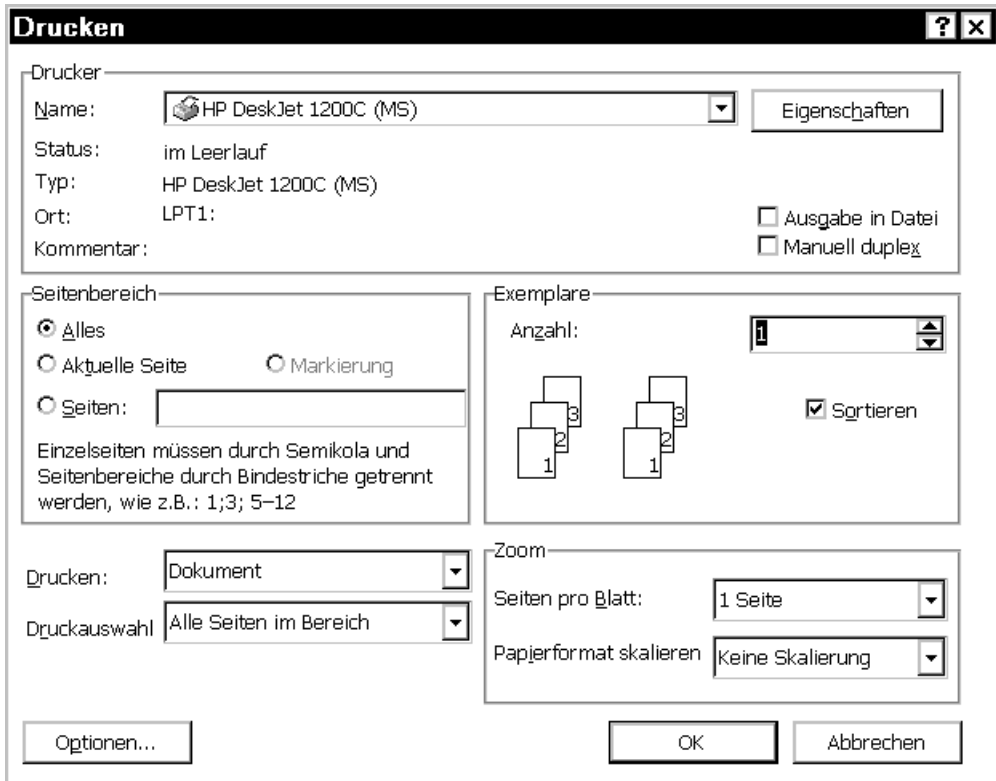 Drucken
Drucker
Name: HP DeskJet 1200C (MS) Eigenschaften
Status: im Leerlauf
Typ: HP DeskJet 1200C (MS)
Ort: LPT1: Ausgabe in Datei
Kommentar: Manuell duplex
Seitenbereich
Alles
Aktuelle Seite Markierung
Seiten:
Einzelseiten müssen durch Semikola und
Seitenbereiche durch Bindestriche getrennt
werden, wie z.B.: 1;3; 5–12
Exemplare
Anzahl: 1
3 3
2 2
1 1
Sortieren
Drucken: Dokument
Druckauswahl Alle Seiten im Bereich
Zoom
Seiten pro Blatt: 1 Seite
Papierformat skalieren Keine Skalierung
Optionen... OK Abbrechen